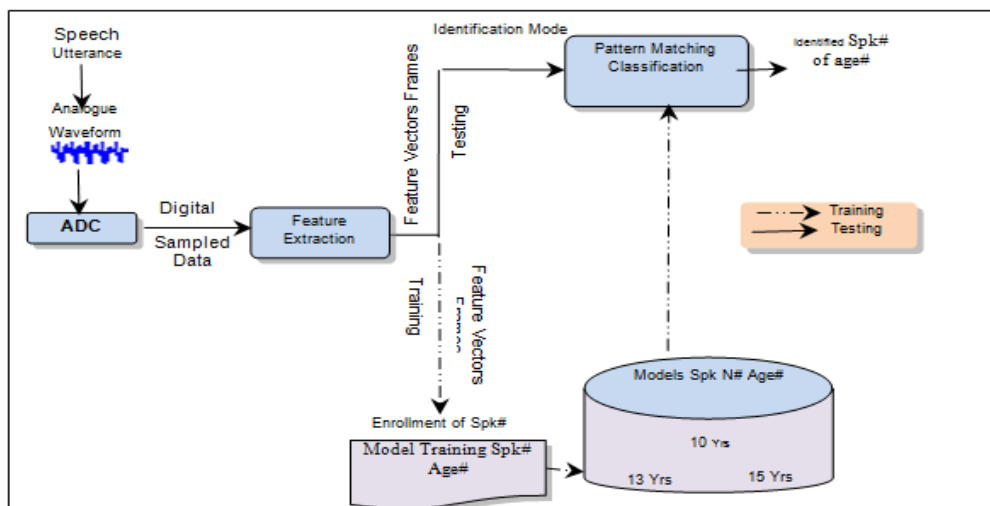 Speech
Utterance
Analogue
Waveform
ADC
Digital
Sampled
Data
Feature
Extraction
Feature Vectors Frames
Testing
Identification Mode
Pattern Matching
Classification
Identified Spk#
of age#
Training
Testing
Training
Feature Vectors
Enrollment of Spk#
Model Training Spk#
Age#
Models Spk N# Age#
10 Yrs
13 Yrs
15 Yrs